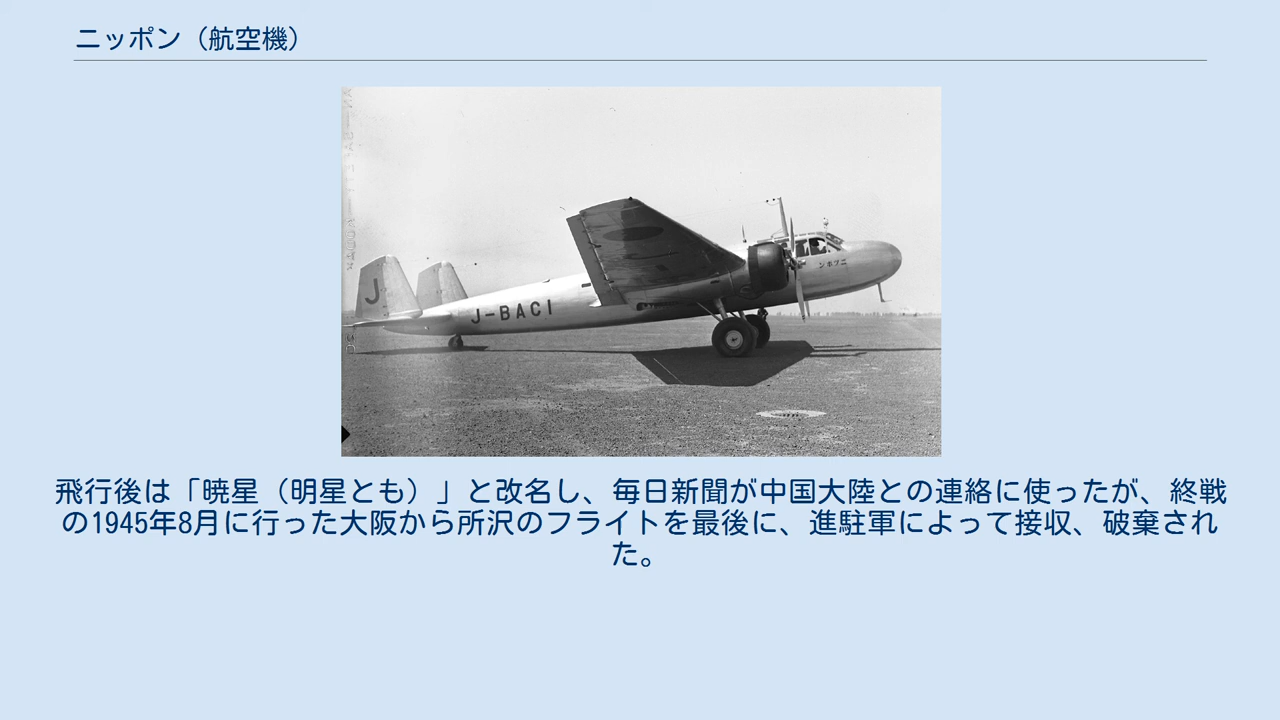 ニッポン（航空機）
J
J-BACI
ニッポン
飛行後は「暁星（明星とも）」と改名し、毎日新聞が中国大陸との連絡に使ったが、終戦
の1945年8月に行った大阪から所沢のフライトを最後に、進駐軍によって接収、破棄され
た。